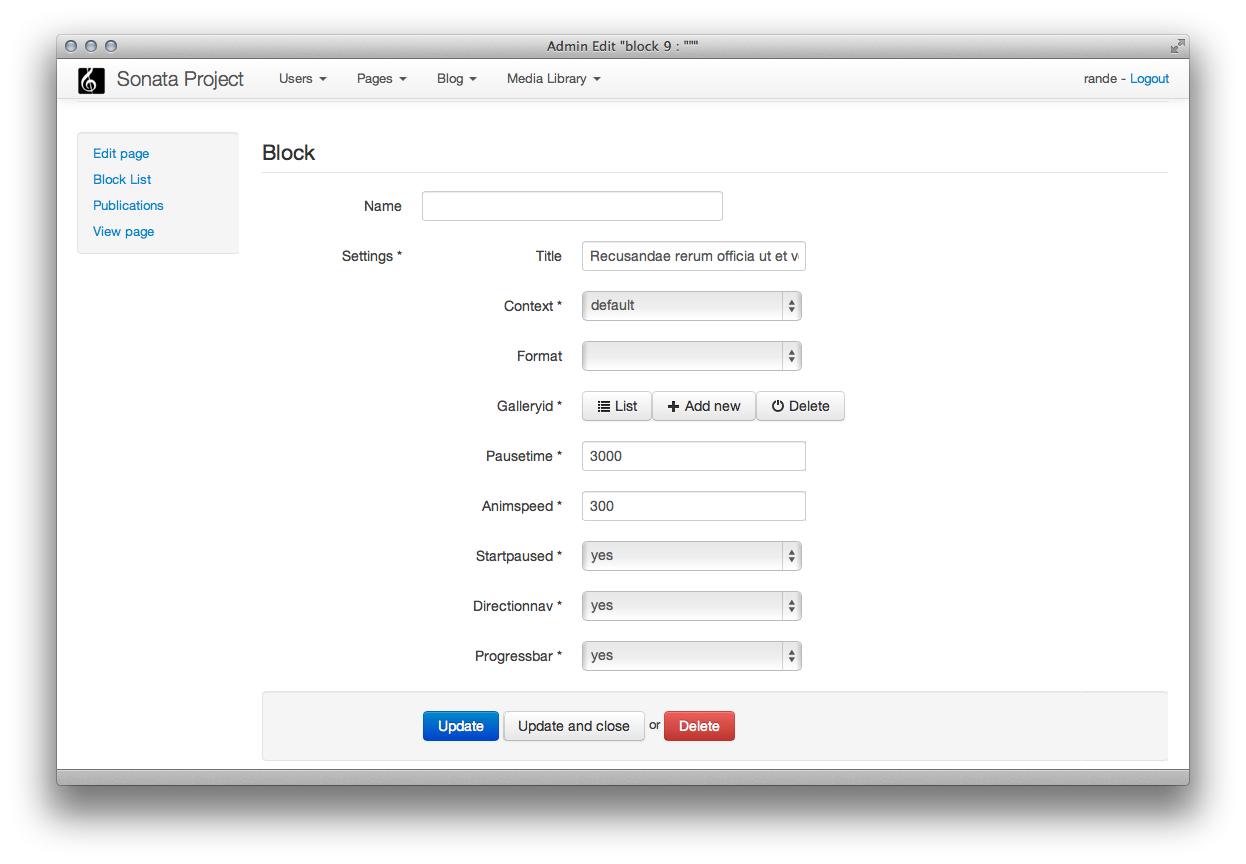 Admin Edit "block 9 : """
Sonata Project Users Pages Blog Media Library rande - Logout
Edit page
Block List
Publications
View page
Block
Name
Settings * Title Recusandae rerum officia ut et v
Context * default
Format
Galleryid * List Add new Delete
Pausetime * 3000
Animspeed * 300
Startpaused * yes
Directionnav * yes
Progressbar * yes
Update Update and close or Delete